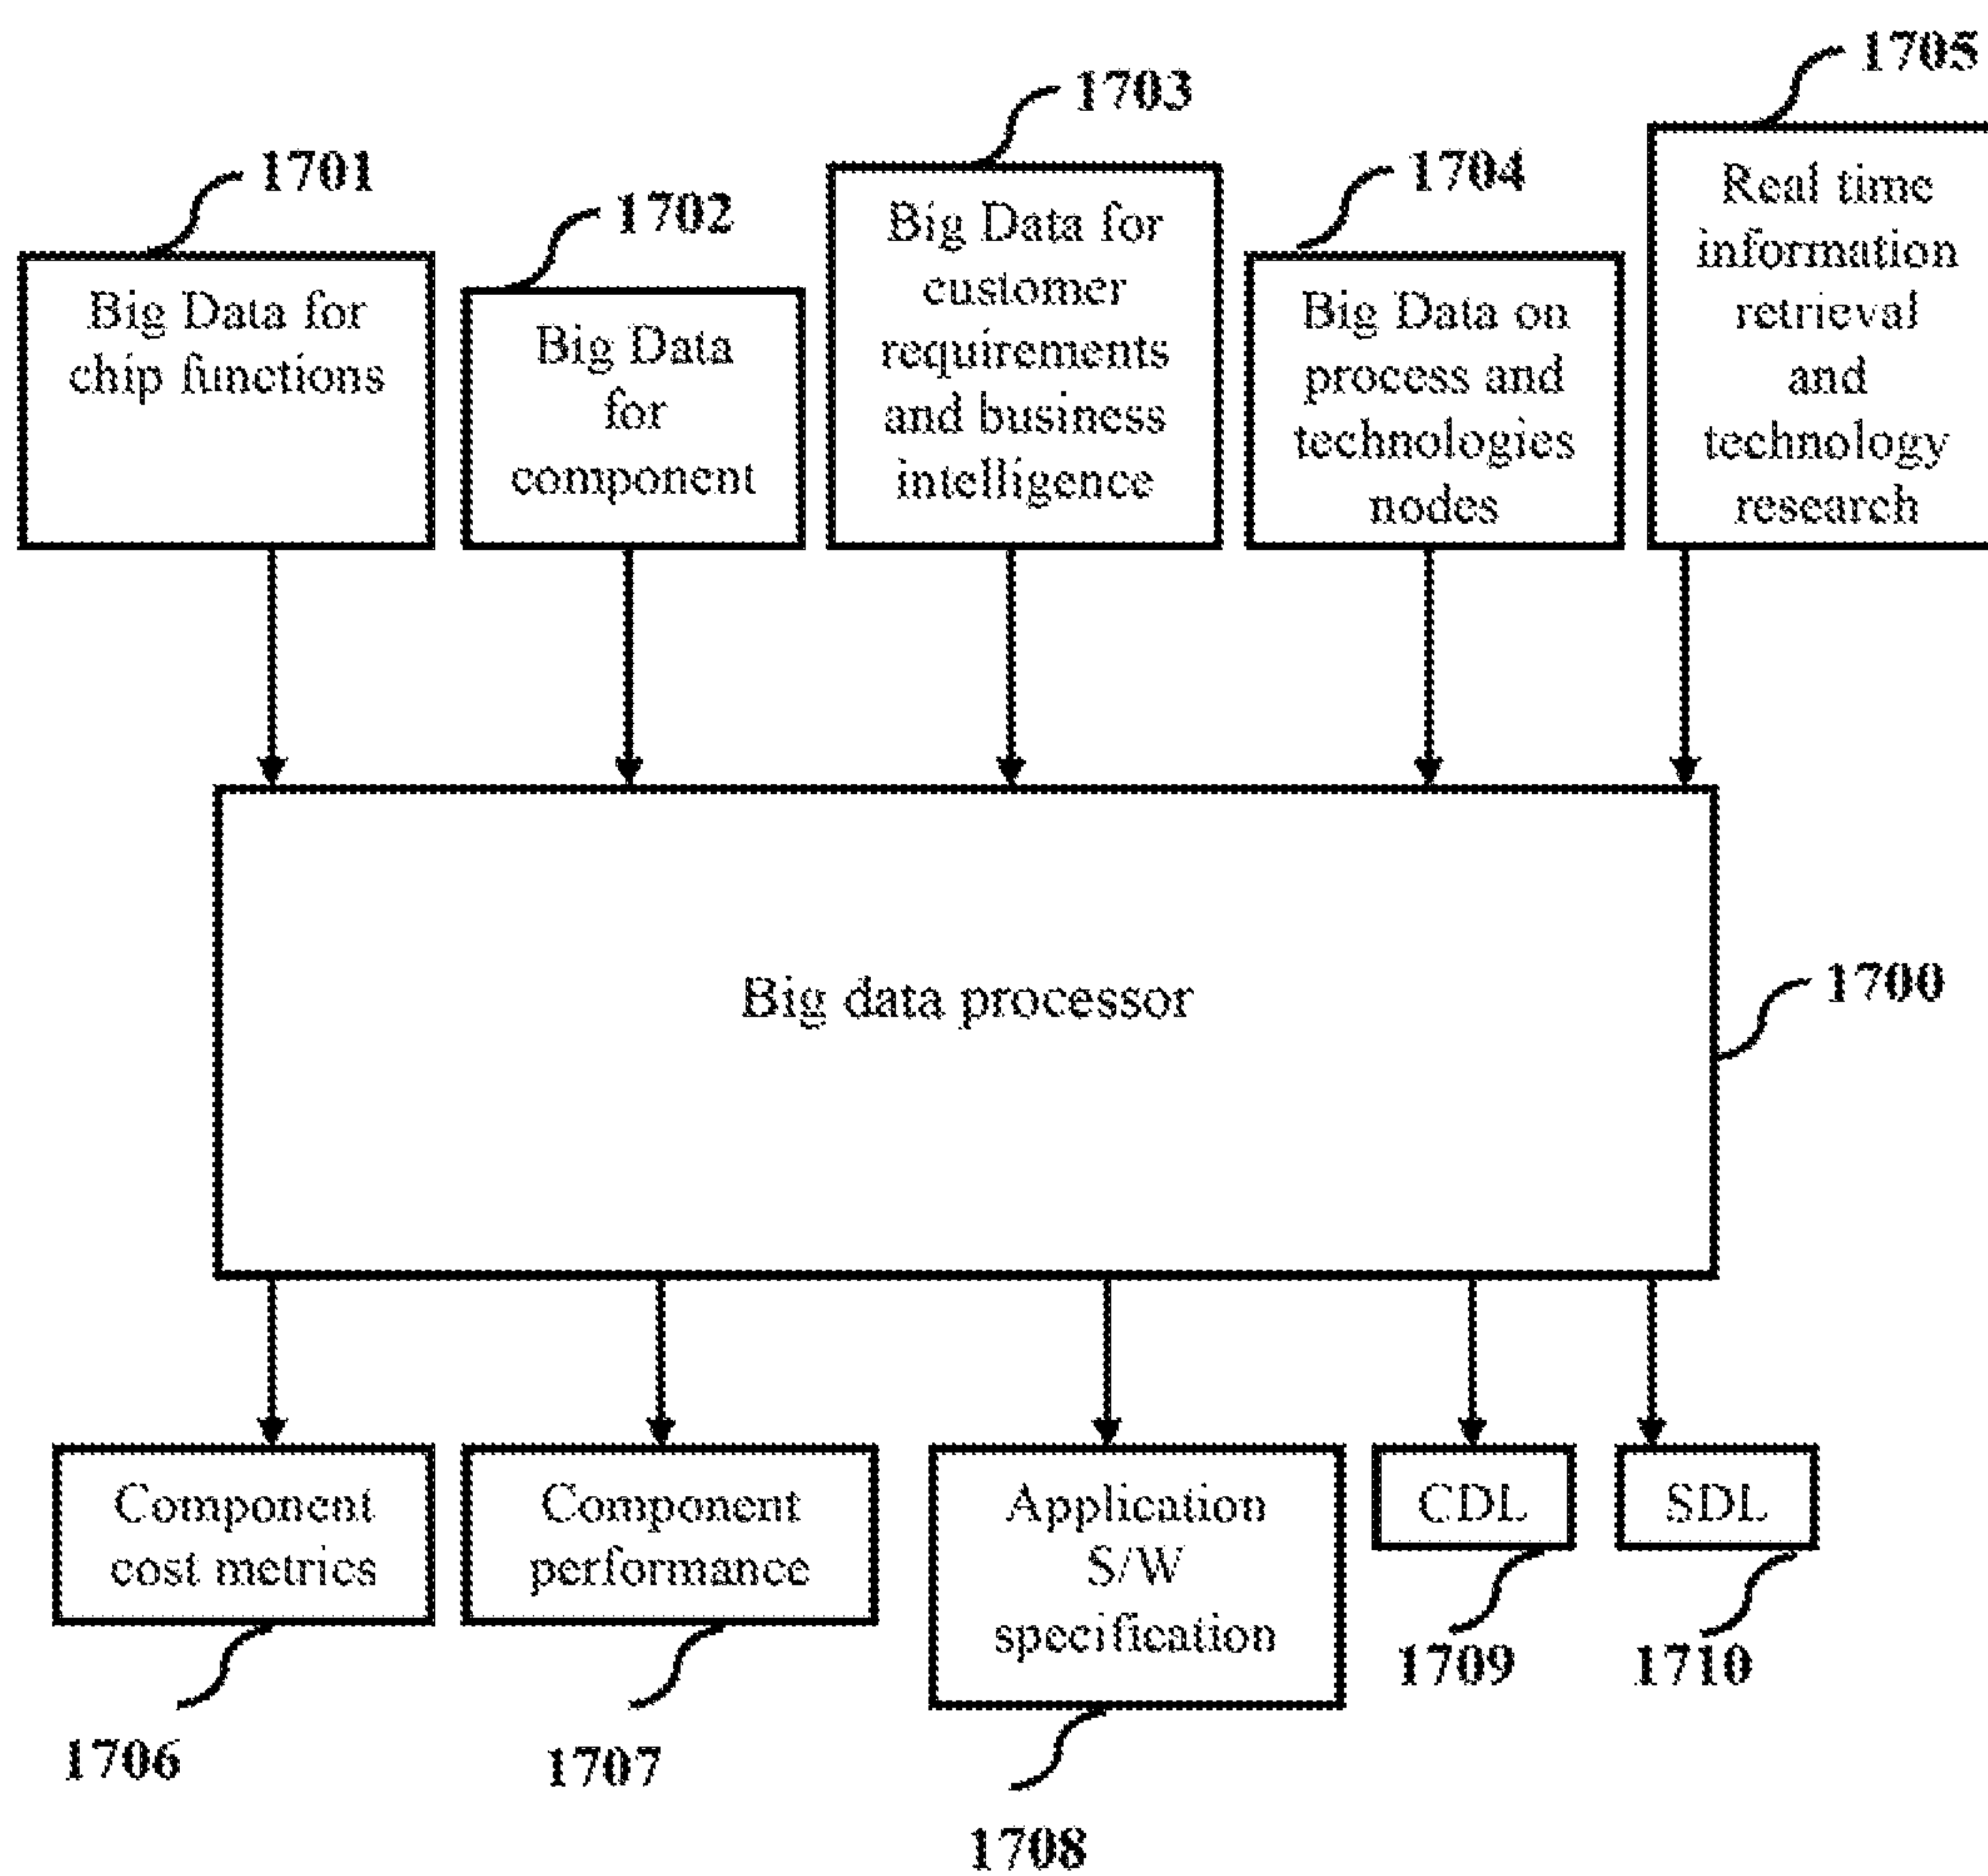 1701
Big Data for
chip functions
1702
Big Data
for
component
1703
Big Data for
customer
requirements
and business
intelligence
1704
Big Data on
process and
technologies
nodes
1705
Real time
information
retrieval
and
technology
research
Big data processor
1700
Component
cost metrics
1706
Component
performance
1707
Application
S/W
specification
1708
CDL
1709
SDL
1710